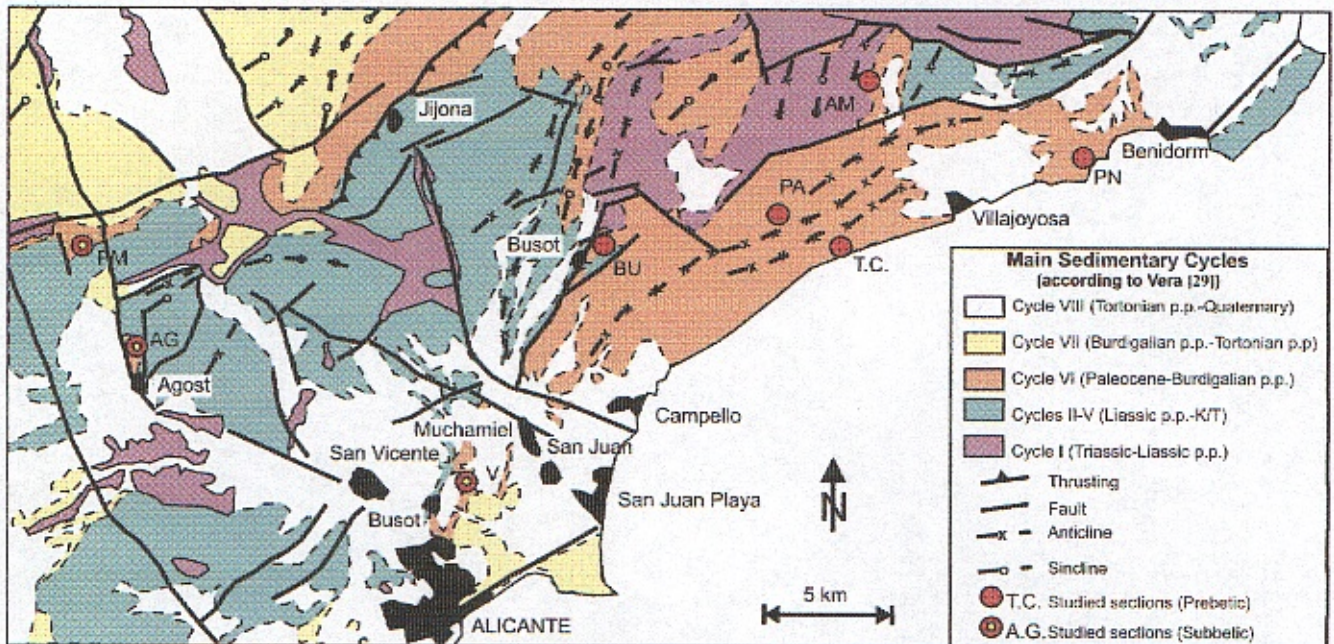 Jijona
AM
Benidorm
PN
PA
Villajoyosa
Busot
BU
T.C.
PM
AG
Agost
Campello
Muchamiel
San Juan
San Vicente
V
San Juan Playa
Busot
N
5 km
ALICANTE
Main Sedimentary Cycles
(according to Vera [29])
Cycle VIII (Tortonian p.p.-Quaternary)
Cycle VII (Burdigalian p.p.-Tortonian p.p)
Cycle VI (Paleocene-Burdigalian p.p.)
Cycles II-V (Liassic p.p.-K/T)
Cycle I (Triassic-Liassic p.p.)
Thrusting
Fault
Anticline
Sincline
T.C. Studied sections (Prebetic)
A.G. Studied sections (Subbetic)